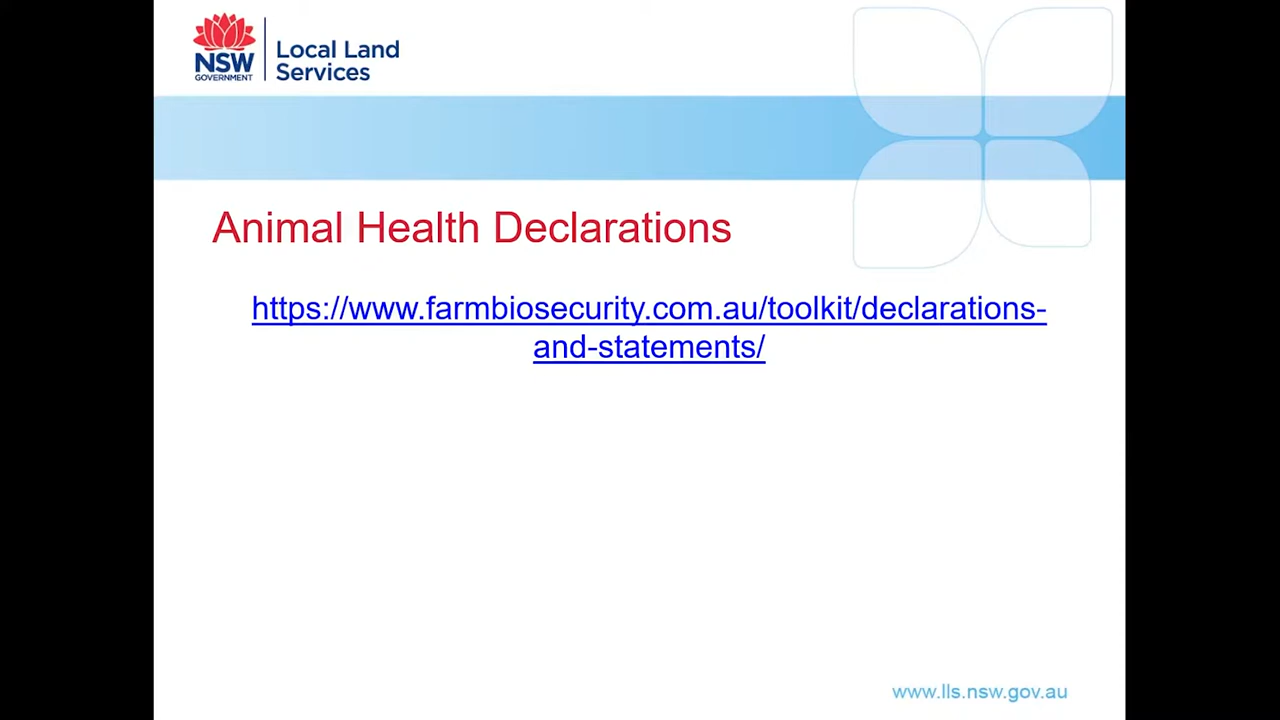 NSW
GOVERNMENT
Local Land
Services
Animal Health Declarations
https://www.farmbiosecurity.com.au/toolkit/declarations-
and-statements/
www.lls.nsw.gov.au